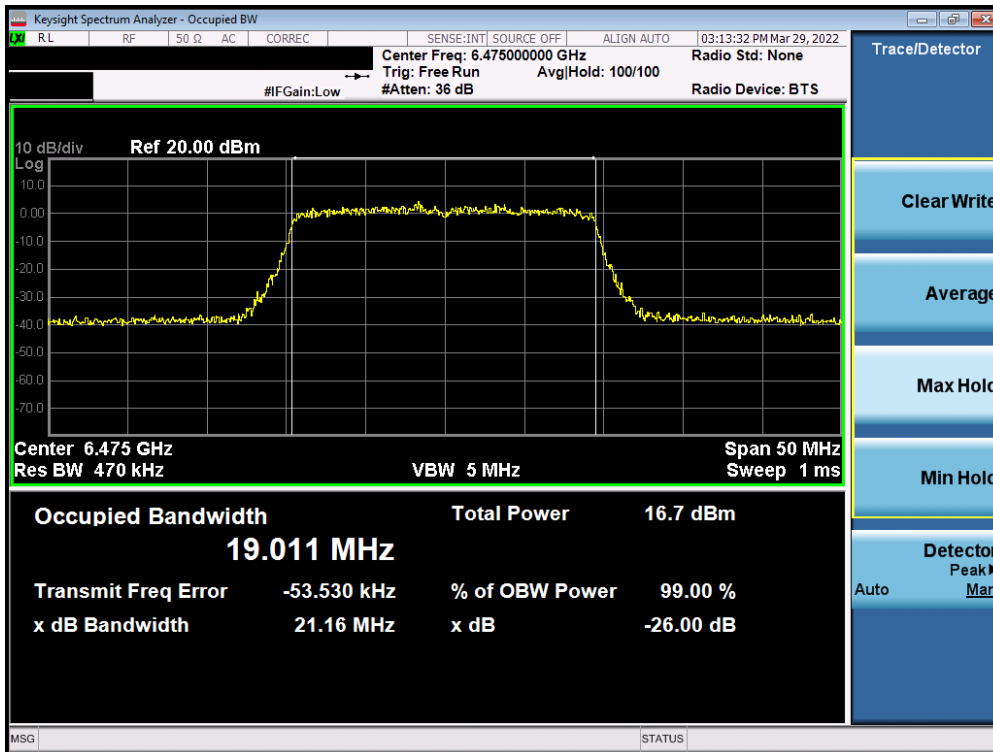 Keysight Spectrum Analyzer - Occupied BW
LXI RL RF 50 Ω AC CORREC SENSE:INT SOURCE OFF ALIGN AUTO 03:13:32 PM Mar 29, 2022
Center Freq: 6.475000000 GHz Radio Std: None
Trig: Free Run Avg|Hold: 100/100
#IFGain:Low #Atten: 36 dB Radio Device: BTS
Trace/Detector
10 dB/div Ref 20.00 dBm
Log
10.0
0.00
-10.0
-20.0
-30.0
-40.0
-50.0
-60.0
-70.0
Center 6.475 GHz Span 50 MHz
Res BW 470 kHz VBW 5 MHz Sweep 1 ms
Occupied Bandwidth Total Power 16.7 dBm
19.011 MHz
Transmit Freq Error -53.530 kHz % of OBW Power 99.00 %
x dB Bandwidth 21.16 MHz x dB -26.00 dB
Clear Write
Average
Max Hold
Min Hold
Detector
Peak
Auto Man
MSG STATUS